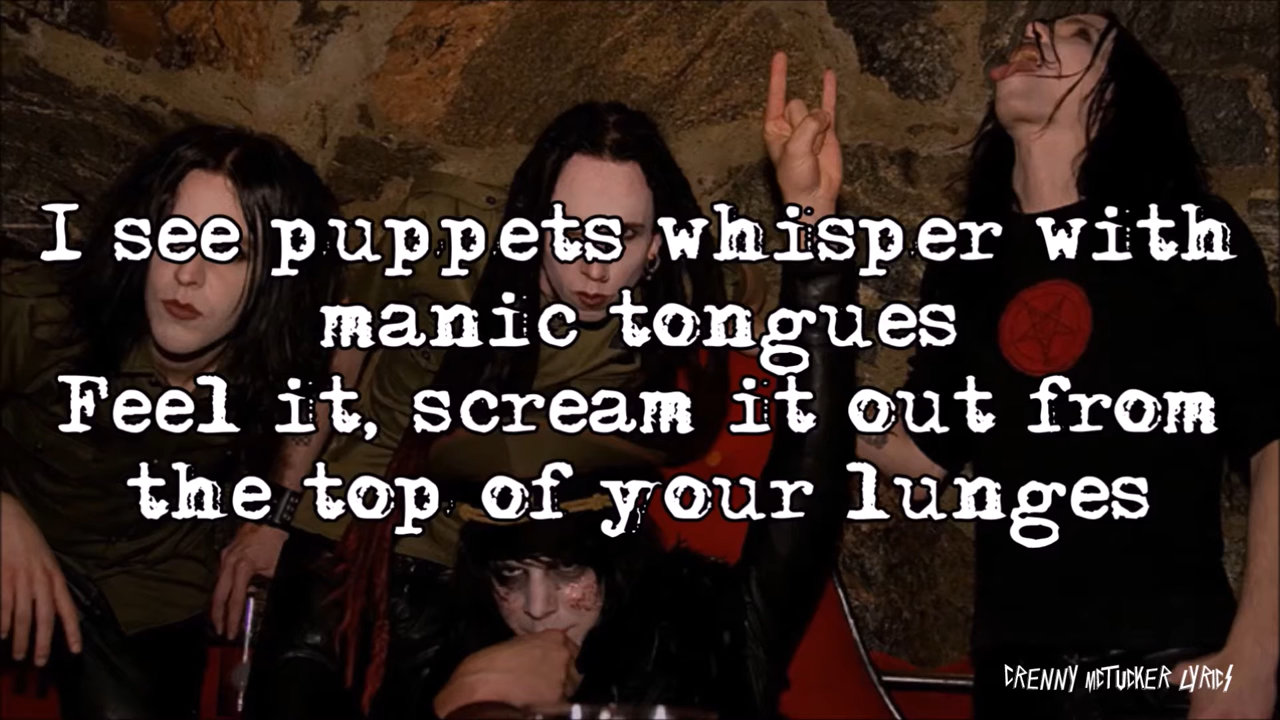 I see puppets whisper with
manic tongues
Feel it, scream it out from
the top of your lunges
CRENNY MCTUCKER LYRICS